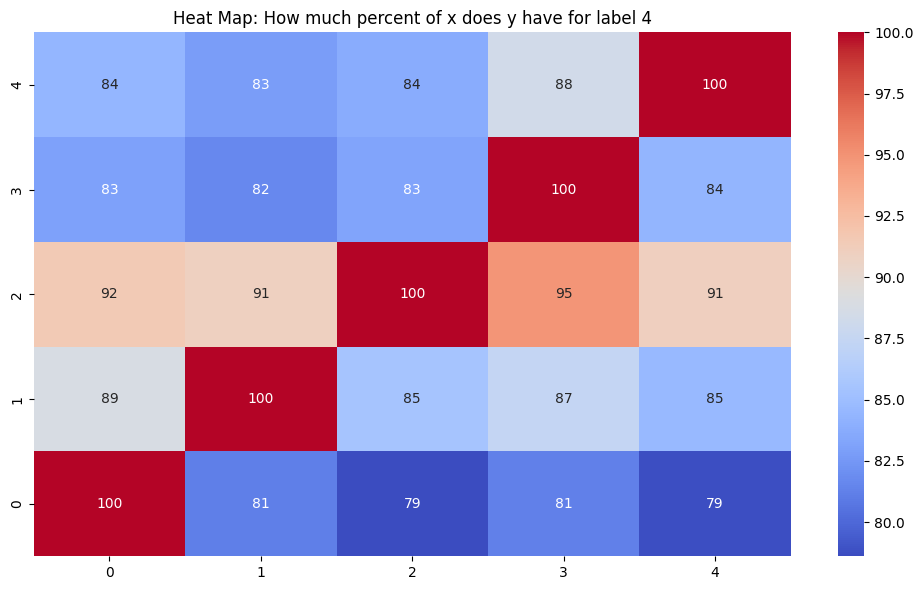 Heat Map: How much percent of x does y have for label 4
4 84 83 84 88 100
3 83 82 83 100 84
2 92 91 100 95 91
1 89 100 85 87 85
0 100 81 79 81 79
0 1 2 3 4
100.0
97.5
95.0
92.5
90.0
87.5
85.0
82.5
80.0